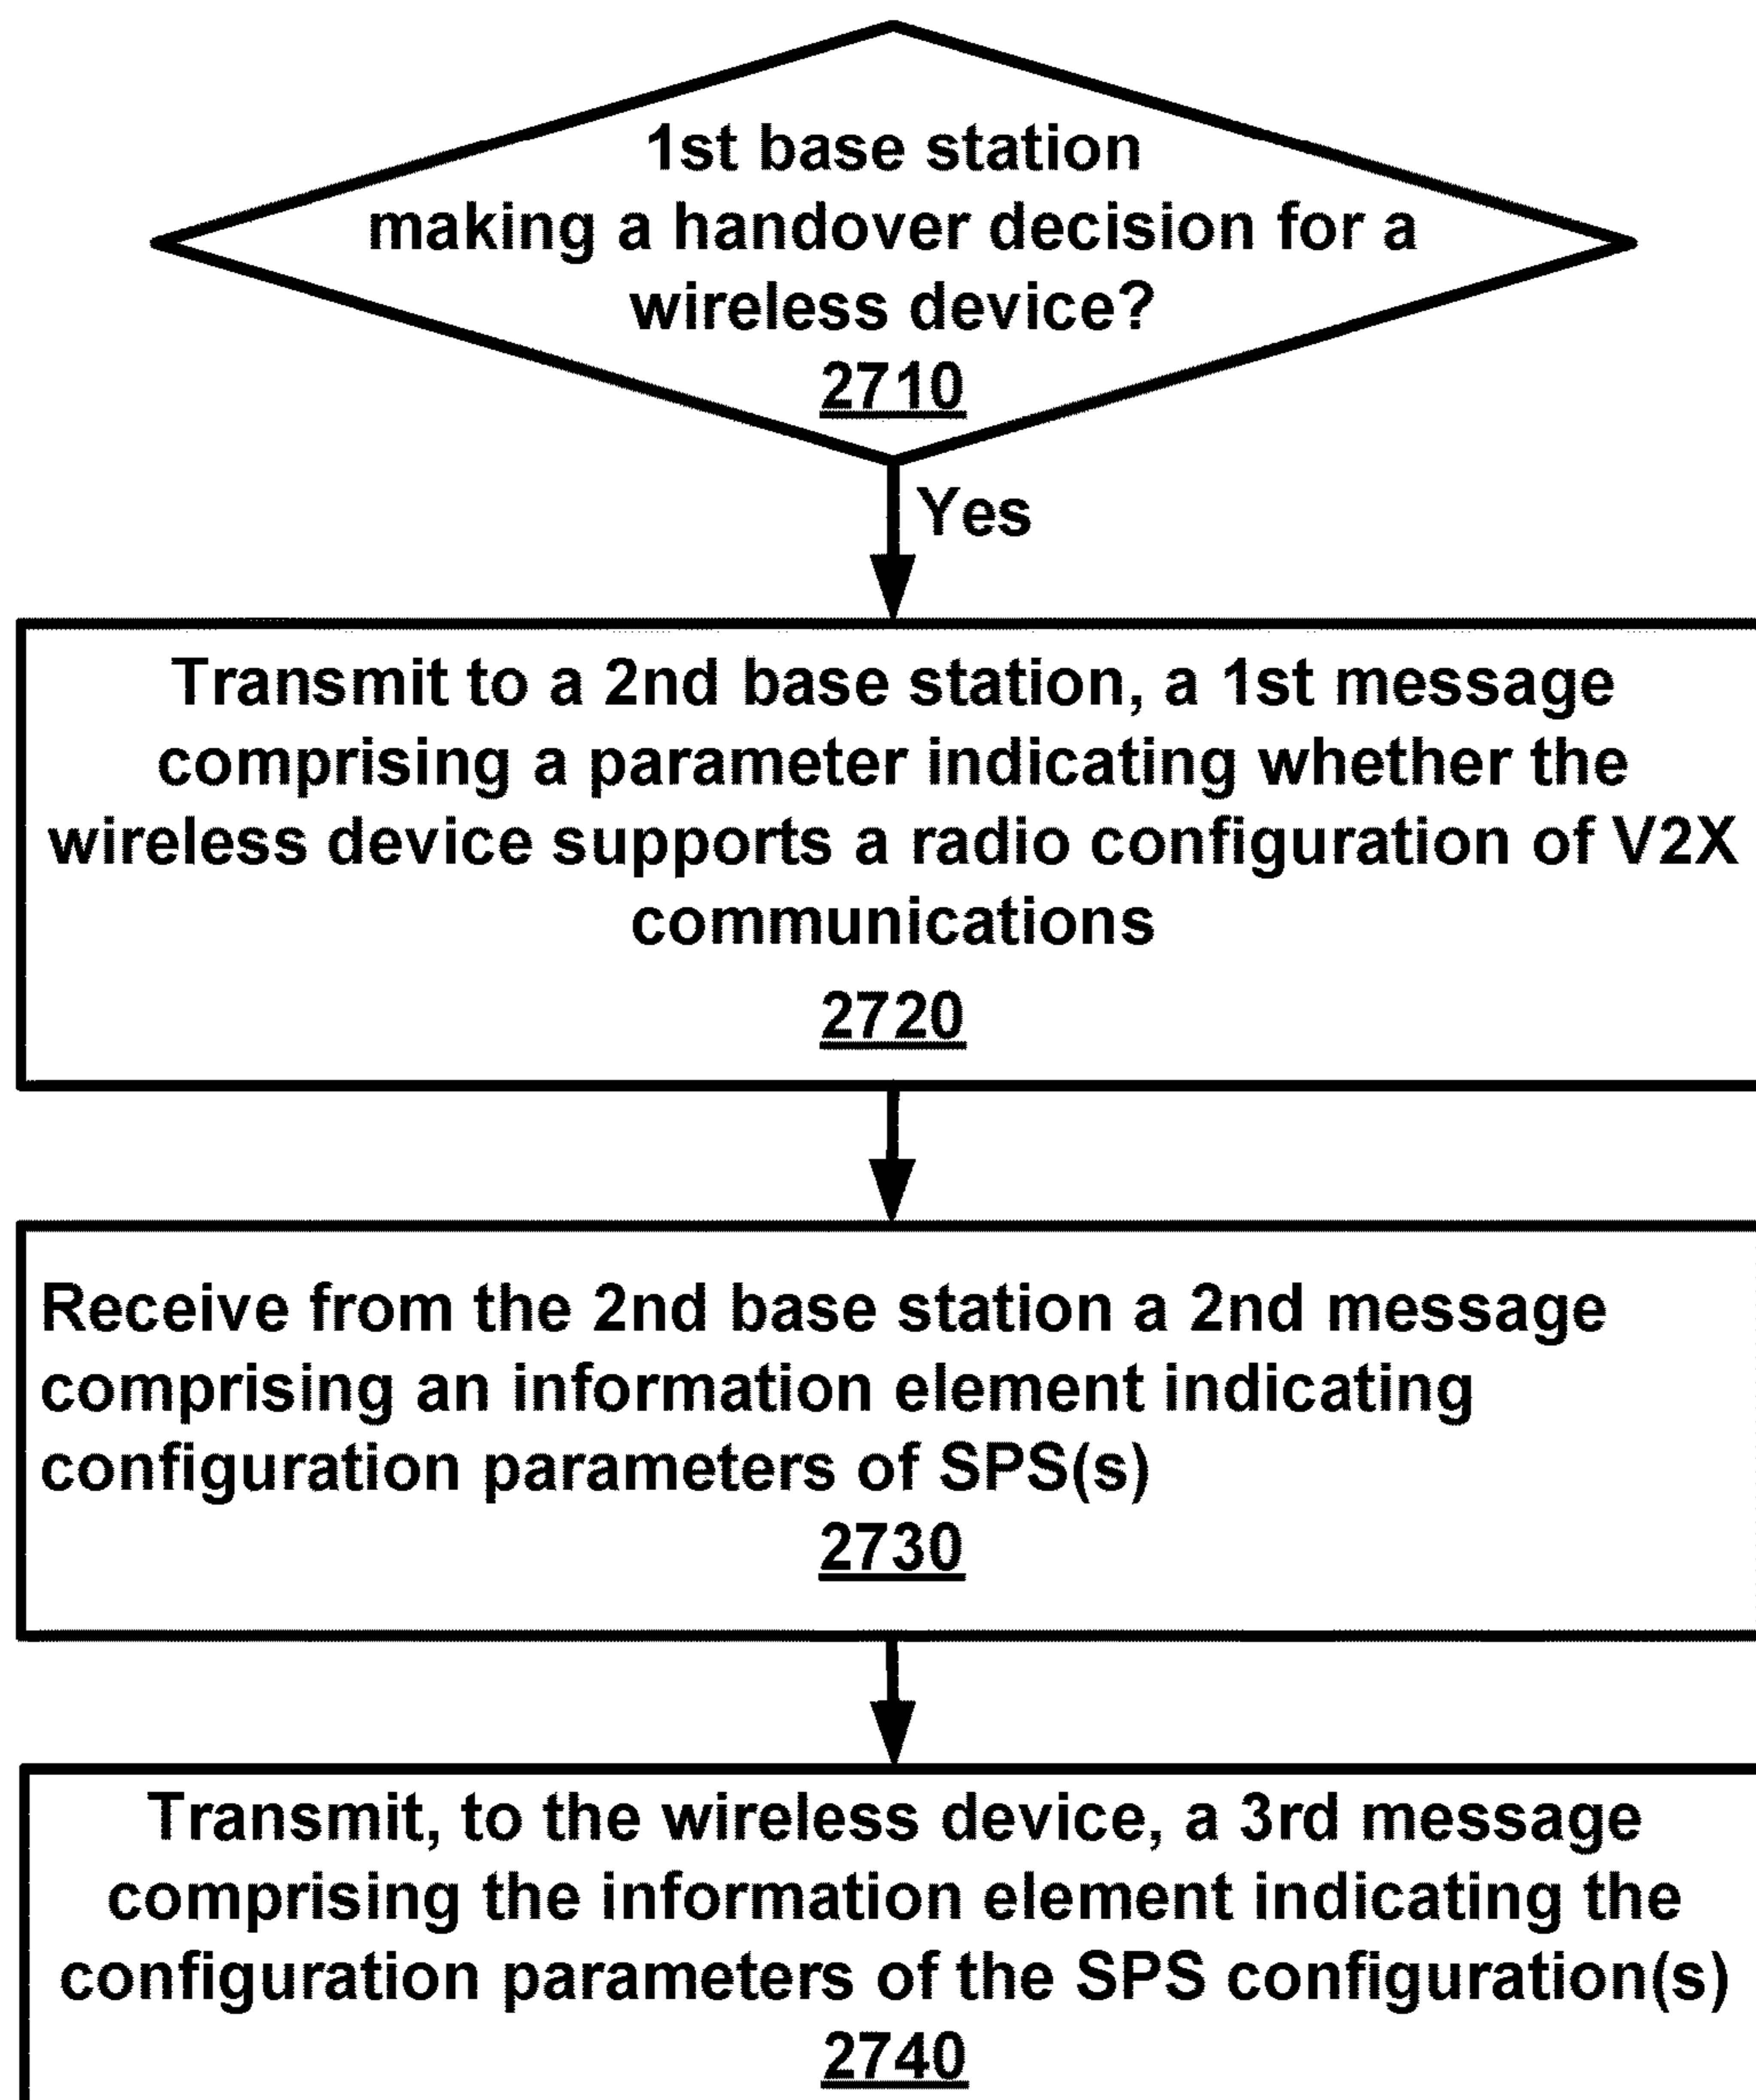 1st base station
making a handover decision for a
wireless device?
2710
Yes
Transmit to a 2nd base station, a 1st message
comprising a parameter indicating whether the
wireless device supports a radio configuration of V2X
communications
2720
Receive from the 2nd base station a 2nd message
comprising an information element indicating
configuration parameters of SPS(s)
2730
Transmit, to the wireless device, a 3rd message
comprising the information element indicating the
configuration parameters of the SPS configuration(s)
2740